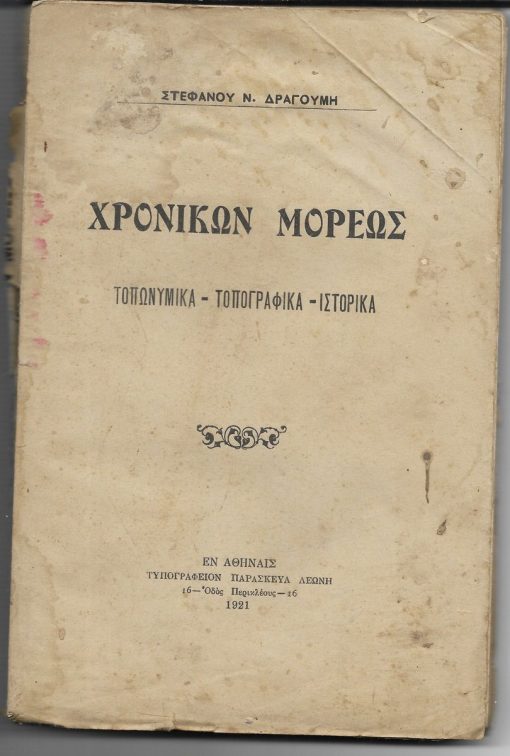 ΣΤΕΦΑΝΟΥ Ν. ΔΡΑΓΟΥΜΗ
ΧΡΟΝΙΚΩΝ ΜΟΡΕΩΣ
ΤΟΠΩΝΥΜΙΚΑ - ΤΟΠΟΓΡΑΦΙΚΑ - ΙΣΤΟΡΙΚΑ
ΕΝ ΑΘΗΝΑΙΣ
ΤΥΠΟΓΡΑΦΕΙΟΝ ΠΑΡΑΣΚΕΥΑ ΛΕΩΝΗ
16—Ὁδὸς Περικλέους—16
1921